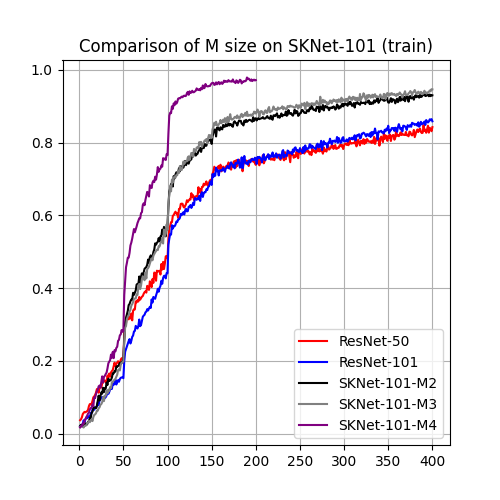 Comparison of M size on SKNet-101 (train)
1.0
0.8
0.6
0.4
0.2
0.0
0 50 100 150 200 250 300 350 400
ResNet-50
ResNet-101
SKNet-101-M2
SKNet-101-M3
SKNet-101-M4